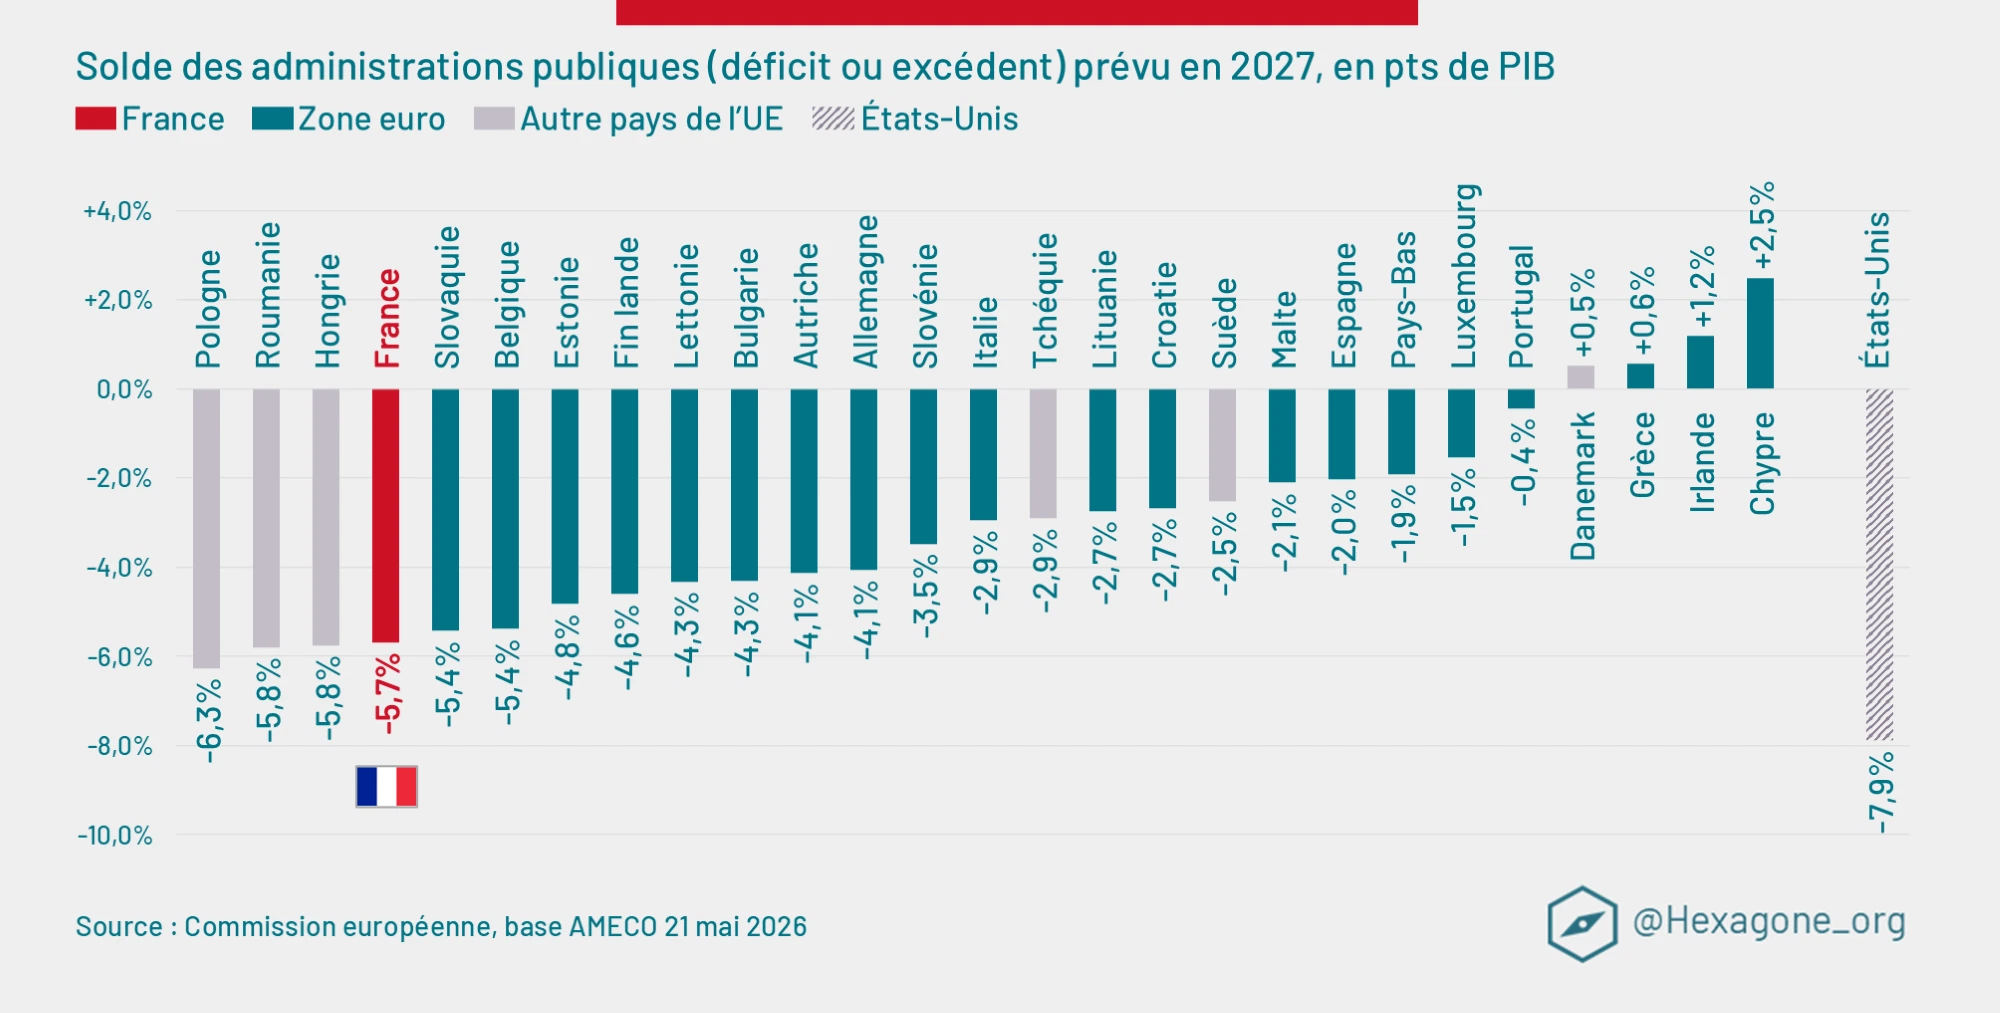 Solde des administrations publiques (déficit ou excédent) prévu en 2027, en pts de PIB
France Zone euro Autre pays de l'UE États-Unis
+4,0%
+2,0%
0,0%
-2,0%
-4,0%
-6,0%
-8,0%
-10,0%
Pologne -6,3%
Roumanie -5,8%
Hongrie -5,8%
France -5,7%
Slovaquie -5,4%
Belgique -5,4%
Estonie -4,8%
Finlande -4,6%
Lettonie -4,3%
Bulgarie -4,3%
Autriche -4,1%
Allemagne -4,1%
Slovénie -3,5%
Italie -2,9%
Tchéquie -2,9%
Lituanie -2,7%
Croatie -2,7%
Suède -2,5%
Malte -2,1%
Espagne -2,0%
Pays-Bas -1,9%
Luxembourg -1,5%
Portugal -0,4%
Danemark +0,5%
Grèce +0,6%
Irlande +1,2%
Chypre +2,5%
États-Unis -7,9%
Source : Commission européenne, base AMECO 21 mai 2026
@Hexagone_org